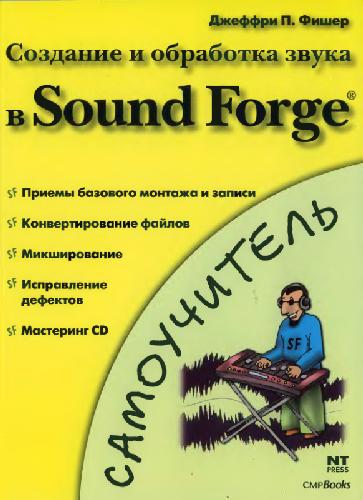 Джеффри П. Фишер
Создание и обработка звука
в Sound Forge®
SF Приемы базового монтажа и записи
SF Конвертирование файлов
SF Микширование
SF Исправление
дефектов
SF Мастеринг CD
САМОУЧИТЕЛЬ
SF
NT
PRESS
CMPBooks